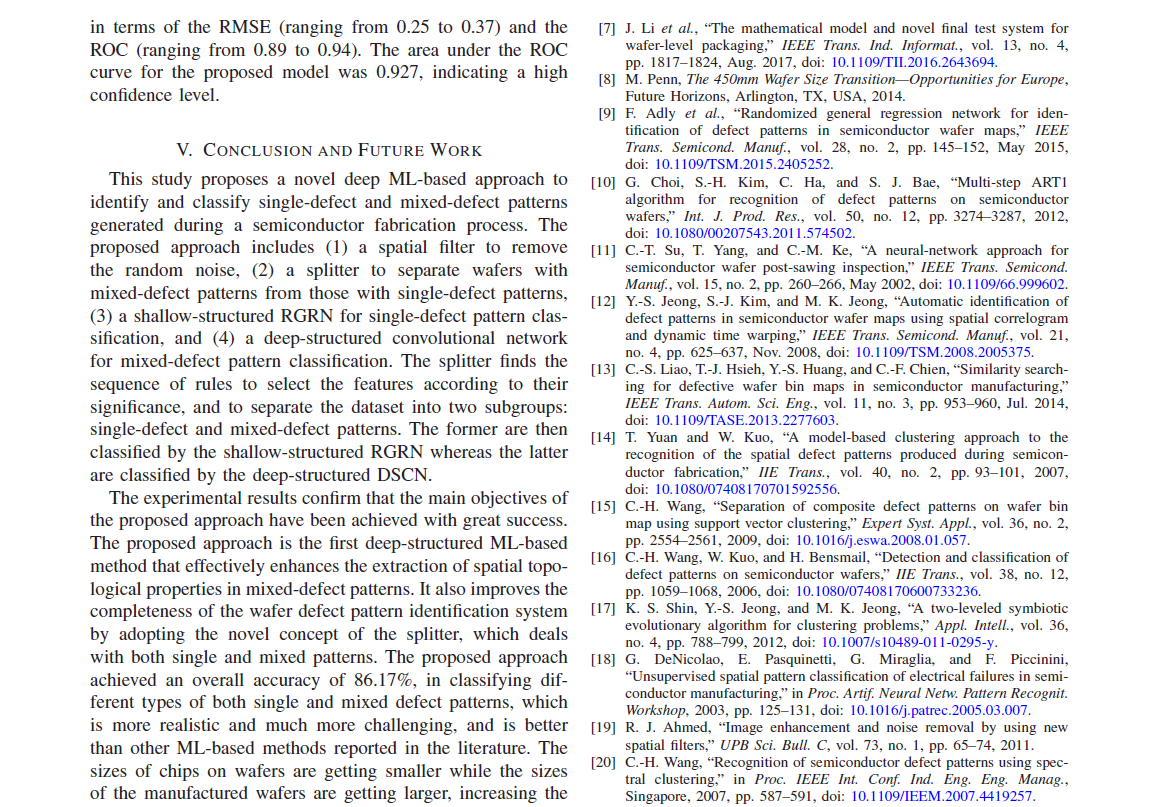 in terms of the RMSE (ranging from 0.25 to 0.37) and the
ROC (ranging from 0.89 to 0.94). The area under the ROC
curve for the proposed model was 0.927, indicating a high
confidence level.
V. CONCLUSION AND FUTURE WORK
This study proposes a novel deep ML-based approach to
identify and classify single-defect and mixed-defect patterns
generated during a semiconductor fabrication process. The
proposed approach includes (1) a spatial filter to remove
the random noise, (2) a splitter to separate wafers with
mixed-defect patterns from those with single-defect patterns,
(3) a shallow-structured RGRN for single-defect pattern clas-
sification, and (4) a deep-structured convolutional network
for mixed-defect pattern classification. The splitter finds the
sequence of rules to select the features according to their
significance, and to separate the dataset into two subgroups:
single-defect and mixed-defect patterns. The former are then
classified by the shallow-structured RGRN whereas the latter
are classified by the deep-structured DSCN.
The experimental results confirm that the main objectives of
the proposed approach have been achieved with great success.
The proposed approach is the first deep-structured ML-based
method that effectively enhances the extraction of spatial topo-
logical properties in mixed-defect patterns. It also improves the
completeness of the wafer defect pattern identification system
by adopting the novel concept of the splitter, which deals
with both single and mixed patterns. The proposed approach
achieved an overall accuracy of 86.17%, in classifying dif-
ferent types of both single and mixed defect patterns, which
is more realistic and much more challenging, and is better
than other ML-based methods reported in the literature. The
sizes of chips on wafers are getting smaller while the sizes
of the manufactured wafers are getting larger, increasing the
[7] J. Li et al., “The mathematical model and novel final test system for
wafer-level packaging,” IEEE Trans. Ind. Informat., vol. 13, no. 4,
pp. 1817–1824, Aug. 2017, doi: 10.1109/TII.2016.2643694.
[8] M. Penn, The 450mm Wafer Size Transition—Opportunities for Europe,
Future Horizons, Arlington, TX, USA, 2014.
[9] F. Adly et al., “Randomized general regression network for iden-
tification of defect patterns in semiconductor wafer maps,” IEEE
Trans. Semicond. Manuf., vol. 28, no. 2, pp. 145–152, May 2015,
doi: 10.1109/TSM.2015.2405252.
[10] G. Choi, S.-H. Kim, C. Ha, and S. J. Bae, “Multi-step ART1
algorithm for recognition of defect patterns on semiconductor
wafers,” Int. J. Prod. Res., vol. 50, no. 12, pp. 3274–3287, 2012,
doi: 10.1080/00207543.2011.574502.
[11] C.-T. Su, T. Yang, and C.-M. Ke, “A neural-network approach for
semiconductor wafer post-sawing inspection,” IEEE Trans. Semicond.
Manuf., vol. 15, no. 2, pp. 260–266, May 2002, doi: 10.1109/66.999602.
[12] Y.-S. Jeong, S.-J. Kim, and M. K. Jeong, “Automatic identification of
defect patterns in semiconductor wafer maps using spatial correlogram
and dynamic time warping,” IEEE Trans. Semicond. Manuf., vol. 21,
no. 4, pp. 625–637, Nov. 2008, doi: 10.1109/TSM.2008.2005375.
[13] C.-S. Liao, T.-J. Hsieh, Y.-S. Huang, and C.-F. Chien, “Similarity search-
ing for defective wafer bin maps in semiconductor manufacturing,”
IEEE Trans. Autom. Sci. Eng., vol. 11, no. 3, pp. 953–960, Jul. 2014,
doi: 10.1109/TASE.2013.2277603.
[14] T. Yuan and W. Kuo, “A model-based clustering approach to the
recognition of the spatial defect patterns produced during semicon-
ductor fabrication,” IIE Trans., vol. 40, no. 2, pp. 93–101, 2007,
doi: 10.1080/07408170701592556.
[15] C.-H. Wang, “Separation of composite defect patterns on wafer bin
map using support vector clustering,” Expert Syst. Appl., vol. 36, no. 2,
pp. 2554–2561, 2009, doi: 10.1016/j.eswa.2008.01.057.
[16] C.-H. Wang, W. Kuo, and H. Bensmail, “Detection and classification of
defect patterns on semiconductor wafers,” IIE Trans., vol. 38, no. 12,
pp. 1059–1068, 2006, doi: 10.1080/07408170600733236.
[17] K. S. Shin, Y.-S. Jeong, and M. K. Jeong, “A two-leveled symbiotic
evolutionary algorithm for clustering problems,” Appl. Intell., vol. 36,
no. 4, pp. 788–799, 2012, doi: 10.1007/s10489-011-0295-y.
[18] G. DeNicolao, E. Pasquinetti, G. Miraglia, and F. Piccinini,
“Unsupervised spatial pattern classification of electrical failures in semi-
conductor manufacturing,” in Proc. Artif. Neural Netw. Pattern Recognit.
Workshop, 2003, pp. 125–131, doi: 10.1016/j.patrec.2005.03.007.
[19] R. J. Ahmed, “Image enhancement and noise removal by using new
spatial filters,” UPB Sci. Bull. C, vol. 73, no. 1, pp. 65–74, 2011.
[20] C.-H. Wang, “Recognition of semiconductor defect patterns using spec-
tral clustering,” in Proc. IEEE Int. Conf. Ind. Eng. Eng. Manag.,
Singapore, 2007, pp. 587–591, doi: 10.1109/IEEM.2007.4419257.